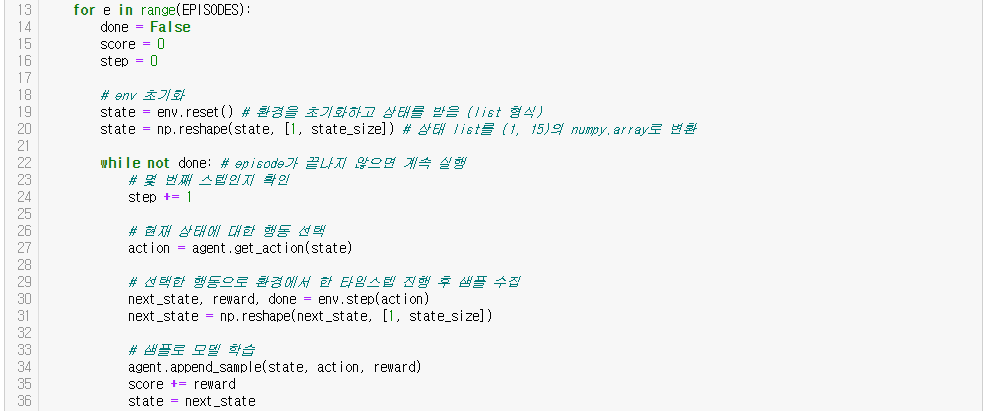 13 for e in range(EPISODES):
14 done = False
15 score = 0
16 step = 0
17
18 # env 초기화
19 state = env.reset() # 환경을 초기화하고 상태를 받음 (list 형식)
20 state = np.reshape(state, [1, state_size]) # 상태 list를 (1, 15)의 numpy.array로 변환
21
22 while not done: # episode가 끝나지 않으면 계속 실행
23 # 몇 번째 스텝인지 확인
24 step += 1
25
26 # 현재 상태에 대한 행동 선택
27 action = agent.get_action(state)
28
29 # 선택한 행동으로 환경에서 한 타임스텝 진행 후 샘플 수집
30 next_state, reward, done = env.step(action)
31 next_state = np.reshape(next_state, [1, state_size])
32
33 # 샘플로 모델 학습
34 agent.append_sample(state, action, reward)
35 score += reward
36 state = next_state